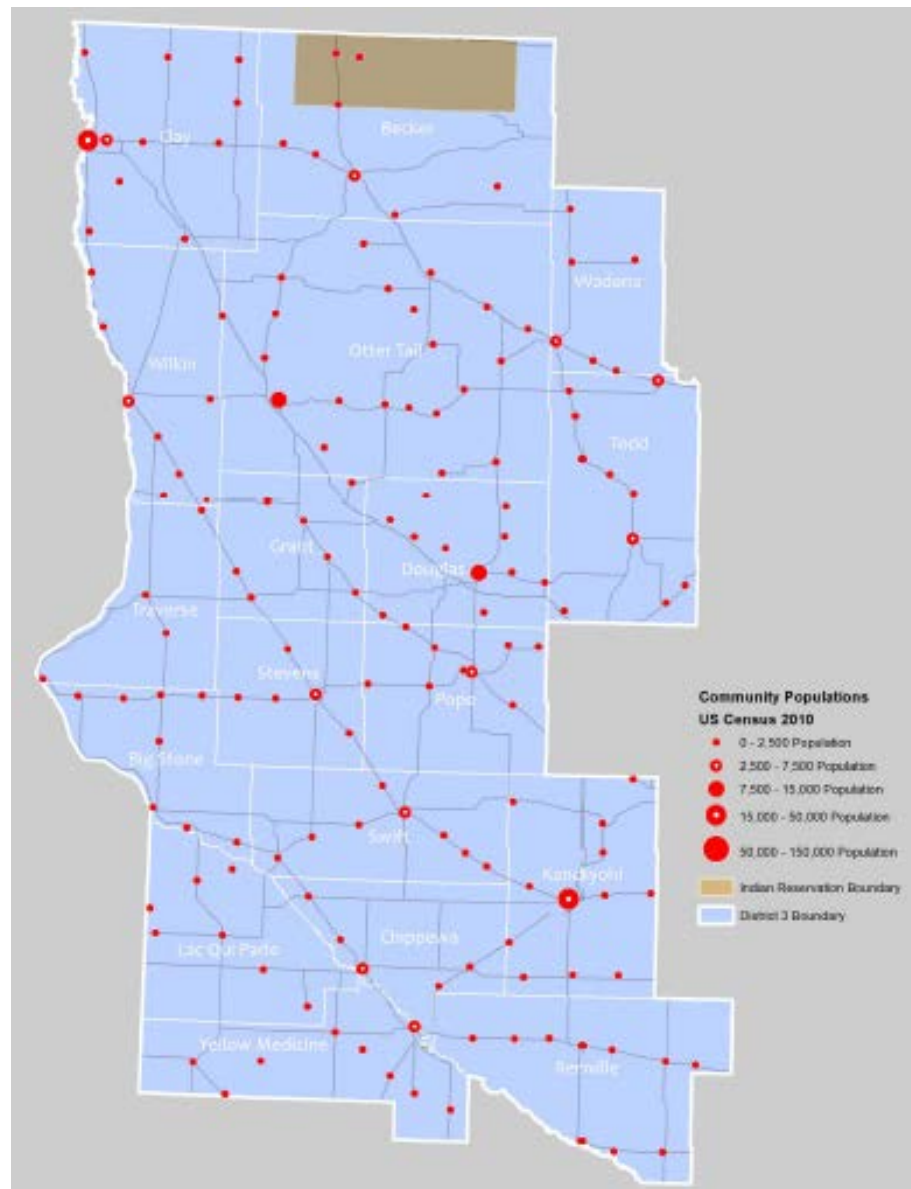 Clay
Becker
Wadena
Otter Tail
Wilkin
Todd
Grant
Douglas
Traverse
Stevens
Pope
Big Stone
Swift
Kandiyohi
Chippewa
Lac Qui Parle
Yellow Medicine
Renville
Community Populations
US Census 2010
0 - 2,500 Population
2,500 - 7,500 Population
7,500 - 15,000 Population
15,000 - 50,000 Population
50,000 - 150,000 Population
Indian Reservation Boundary
District 3 Boundary